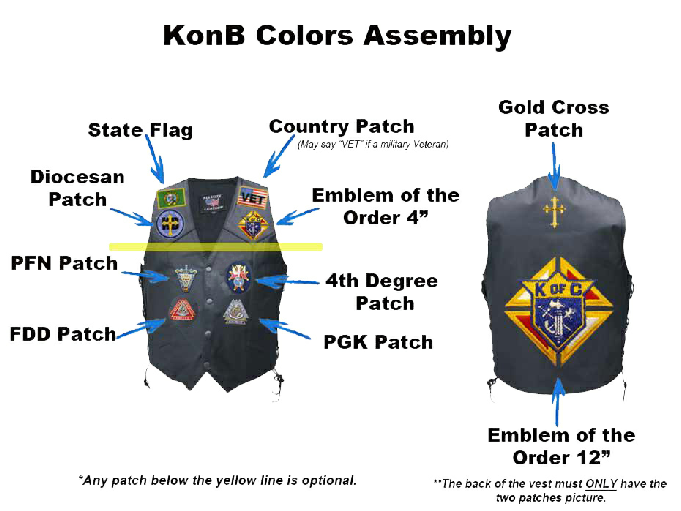 KonB Colors Assembly
Gold Cross
Patch
State Flag
Country Patch
(May say "VET" if a military Veteran)
Diocesan
Patch
VET
Emblem of the
Order 4”
PFN Patch
4th Degree
Patch
K OF C
FDD Patch
PGK Patch
Emblem of the
Order 12”
*Any patch below the yellow line is optional.
**The back of the vest must ONLY have the
two patches picture.